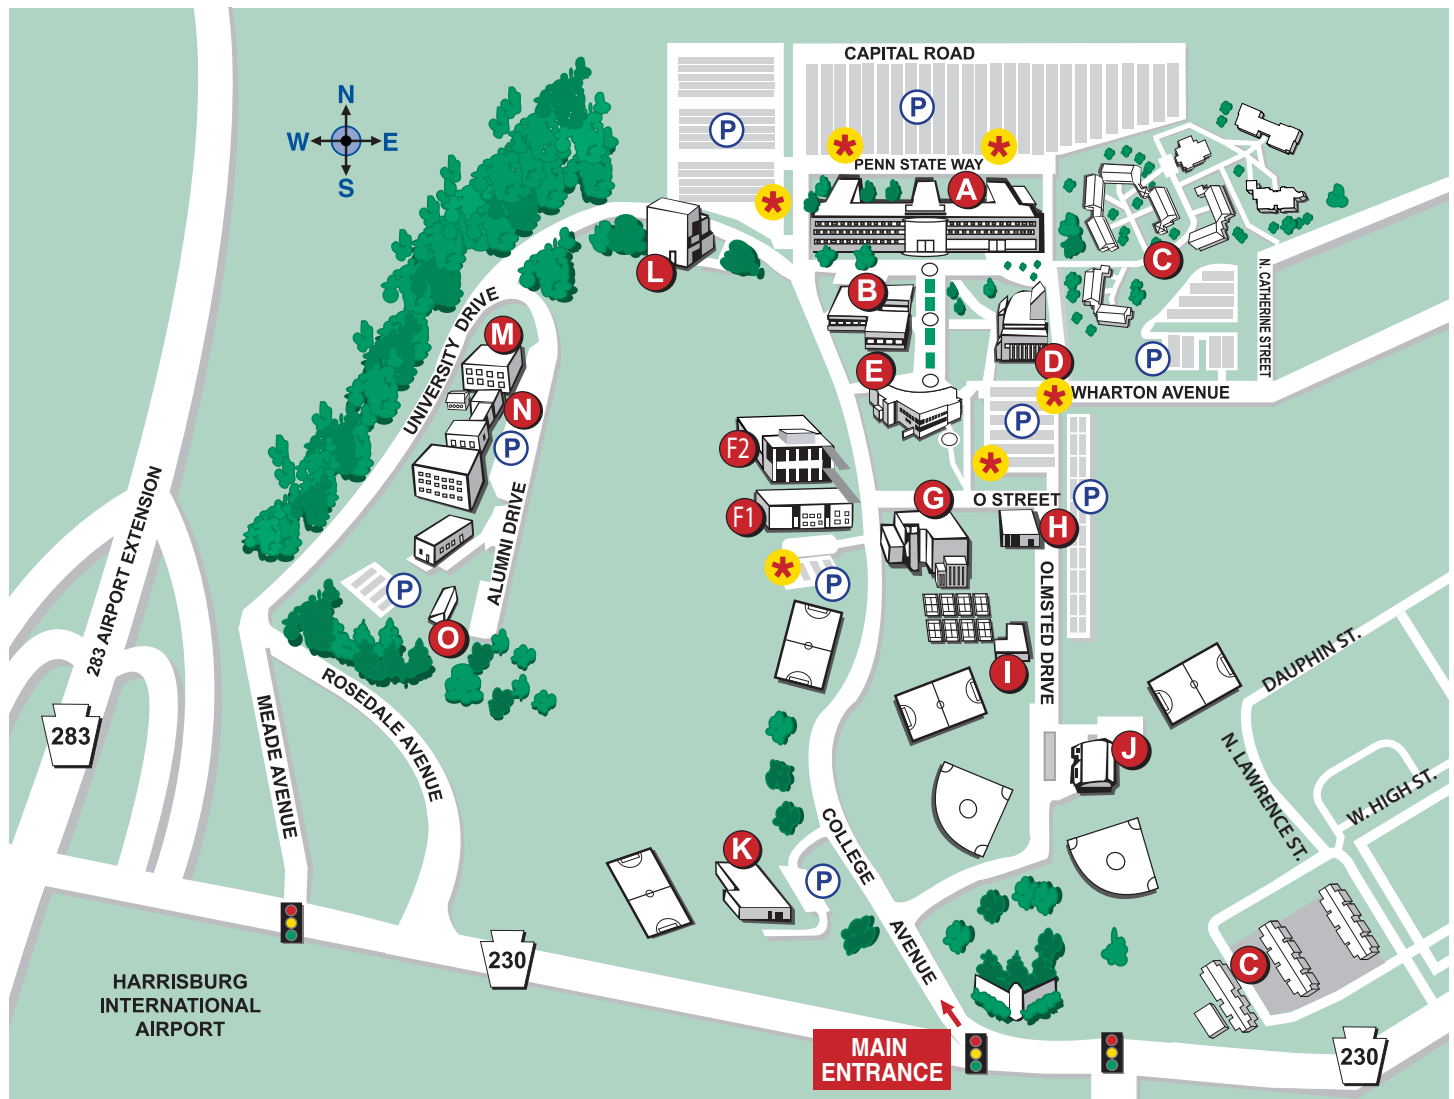 CAPITAL ROAD
P
P
N
W E
S
*
*
PENN STATE WAY
A
*
L
C
B
N. CATHERINE STREET
UNIVERSITY DRIVE
M
D
P
E
*
WHARTON AVENUE
N
P
P
F2
*
283 AIRPORT EXTENSION
G
O STREET
P
F1
H
ALUMNI DRIVE
*
P
P
OLMSTED DRIVE
O
I
DAUPHIN ST.
ROSEDALE AVENUE
283
MEADE AVENUE
J
N. LAWRENCE ST.
W. HIGH ST.
COLLEGE
AVENUE
K
P
230
C
HARRISBURG
INTERNATIONAL
AIRPORT
MAIN
ENTRANCE
230